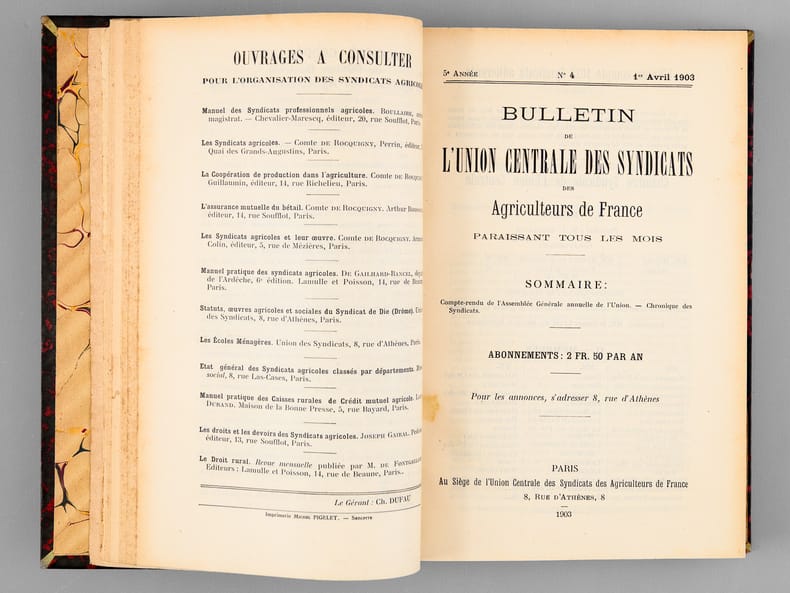 OUVRAGES A CONSULTER
POUR L'ORGANISATION DES SYNDICATS
Manuel des Syndicats professionnels agricoles. BOULLAIRE,
magistrat. — Chevalier-Marescq, éditeur, 20, rue Soufflot, Paris.
Les Syndicats agricoles. — Comte DE ROCQUIGNY, Perrin,
Quai des Grands-Augustins, Paris.
La Coopération de production dans l'agriculture. Comte DE
Guillaumin, éditeur, 14, rue Richelieu, Paris.
L'assurance mutuelle du bétail. Comte DE ROCQUIGNY. Arthur
éditeur, 14, rue Soufflot, Paris.
Les Syndicats agricoles et leur œuvre. Comte DE ROCQUIGNY.
Colin, éditeur, 5, rue de Mézières, Paris.
Manuel pratique des syndicats agricoles. DE GAILHARD-BANCEL,
de l'Ardèche, 6e édition. Lamulle et Poisson, 14, rue de
Paris.
Statuts, œuvres agricoles et sociales du Syndicat de Die (Drôme).
des Syndicats, 8, rue d'Athènes, Paris.
Les Écoles Ménagères. Union des Syndicats, 8, rue d'Athènes, Paris.
Etat général des Syndicats agricoles classés par départements.
social, 8, rue Las-Cases, Paris.
Manuel pratique des Caisses rurales de Crédit mutuel agricole.
DURAND. Maison de la Bonne Presse, 5, rue Bayard, Paris.
Les droits et les devoirs des Syndicats agricoles. JOSEPH GAIRAL.
éditeur, 13, rue Soufflot, Paris.
Le Droit rural. Revue mensuelle publiée par M. DE
Editeurs : Lamulle et Poisson, 14, rue de Beaune, Paris..
Le Gérant : CH. DUFAU
Imprimerie MICHEL PIGELET. — SANCERRE
5e ANNÉE N° 4 1er Avril 1903
BULLETIN
DE
L'UNION CENTRALE DES SYNDICATS
DES
Agriculteurs de France
PARAISSANT TOUS LES MOIS
SOMMAIRE:
Compte-rendu de l'Assemblée Générale annuelle de l'Union. — Chronique des
Syndicats.
ABONNEMENTS : 2 FR. 50 PAR AN
Pour les annonces, s'adresser 8, rue d'Athènes
PARIS
Au Siège de l'Union Centrale des Syndicats des Agriculteurs de France
8, RUE D'ATHÈNES, 8
1903